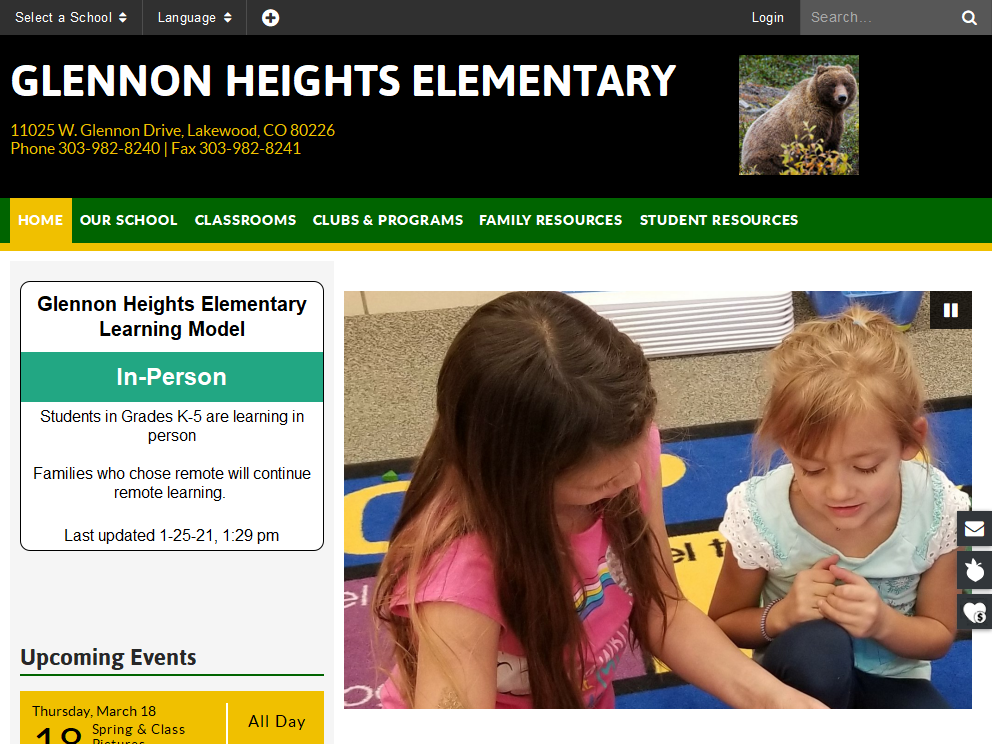 Select a School
Language
Login
Search...
GLENNON HEIGHTS ELEMENTARY
11025 W. Glennon Drive, Lakewood, CO 80226
Phone 303-982-8240 | Fax 303-982-8241
HOME
OUR SCHOOL
CLASSROOMS
CLUBS & PROGRAMS
FAMILY RESOURCES
STUDENT RESOURCES
Glennon Heights Elementary
Learning Model
In-Person
Students in Grades K-5 are learning in
person
Families who chose remote will continue
remote learning.
Last updated 1-25-21, 1:29 pm
Upcoming Events
Thursday, March 18
18
Spring & Class
Pictures
All Day